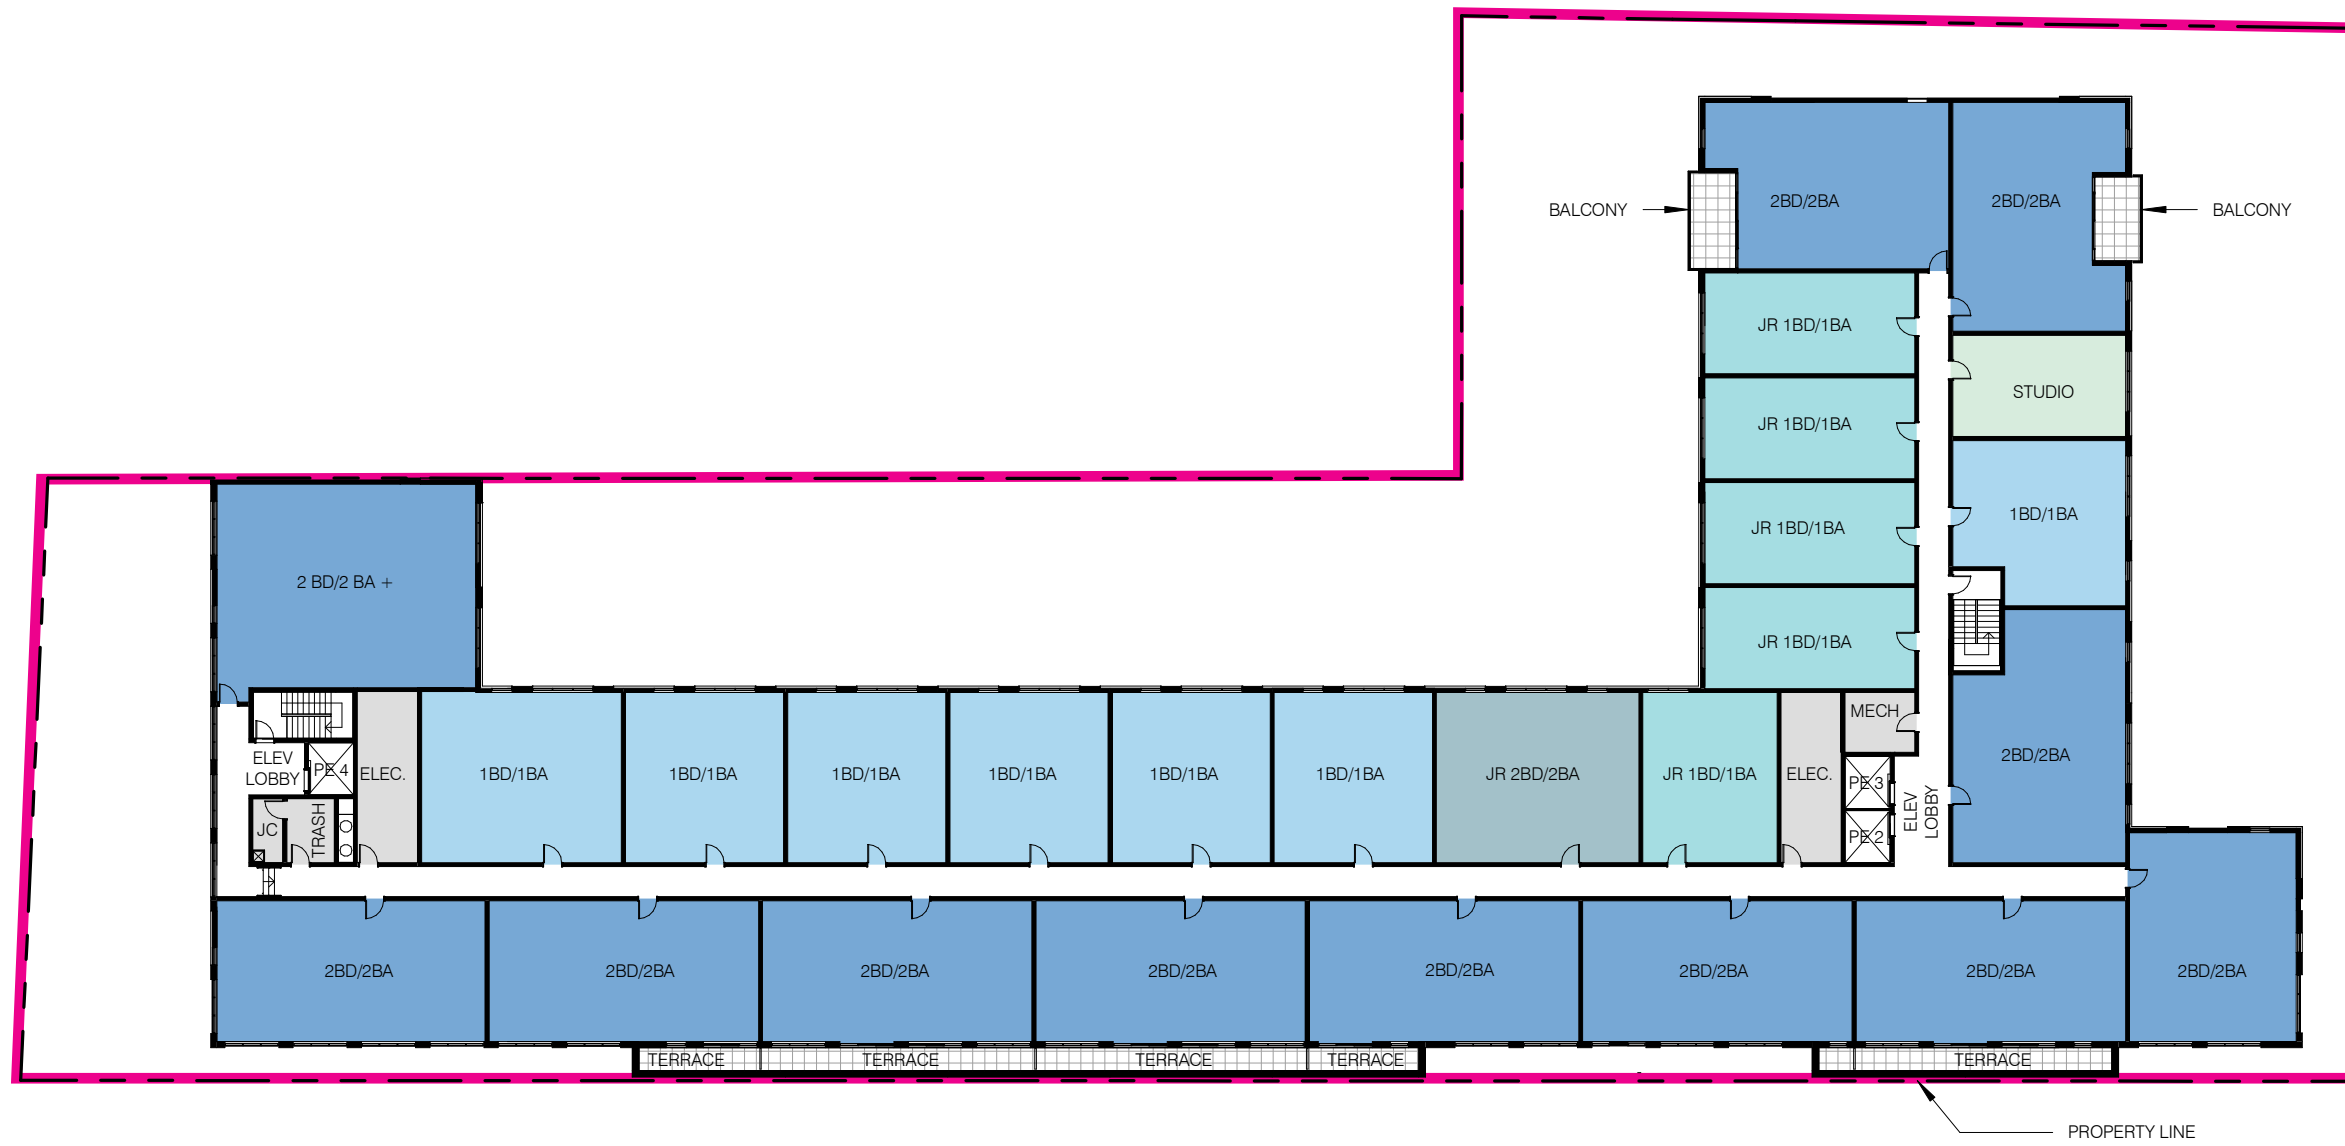 BALCONY
2BD/2BA
2BD/2BA
BALCONY
JR 1BD/1BA
STUDIO
JR 1BD/1BA
1BD/1BA
JR 1BD/1BA
2 BD/2 BA +
JR 1BD/1BA
MECH
ELEV
LOBBY
PE 4
ELEC.
1BD/1BA
1BD/1BA
1BD/1BA
1BD/1BA
1BD/1BA
1BD/1BA
JR 2BD/2BA
JR 1BD/1BA
ELEC.
PE 3
2BD/2BA
JC
TRASH
PE 2
ELEV
LOBBY
2BD/2BA
2BD/2BA
2BD/2BA
2BD/2BA
2BD/2BA
2BD/2BA
2BD/2BA
2BD/2BA
TERRACE
TERRACE
TERRACE
TERRACE
TERRACE
PROPERTY LINE